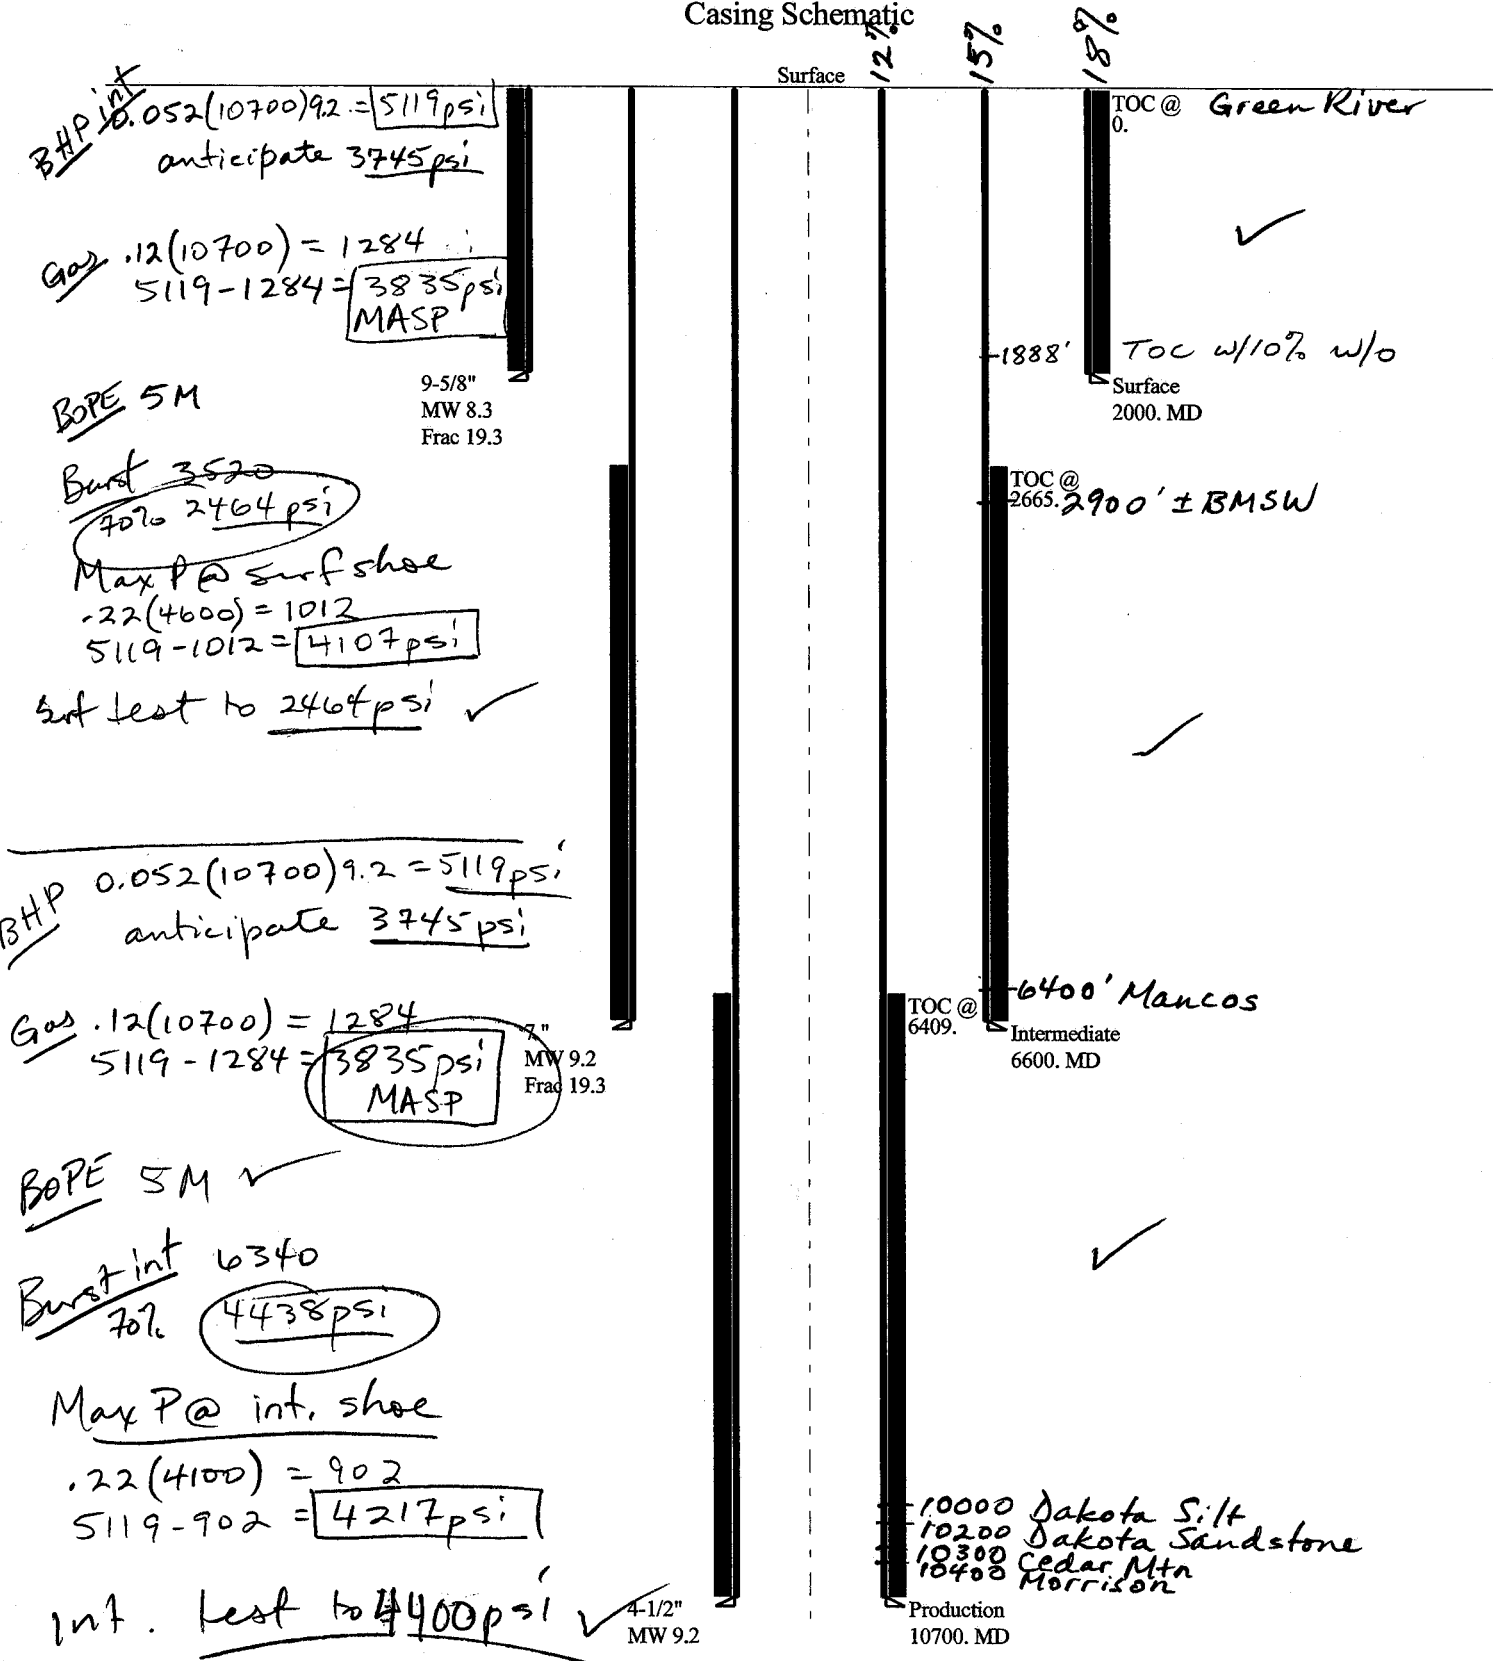 Casing Schematic
Surface
12%
15%
18%
BHP int
0.052(10700)9.2 = 5119psi
anticipate 3745psi
Gas .12(10700) = 1284
5119-1284 = 3835psi
MASP
BOPE 5M
Burst 3520
70% 2464psi
Max P@ surf shoe
.22(4600) = 1012
5119-1012 = 4107psi
surf test to 2464psi ✓
9-5/8"
MW 8.3
Frac 19.3
TOC @ Green River
0.
✓
1888' TOC w/10% w/o
Surface
2000. MD
TOC @
2665. 2900' ± BMSW
✓
BHP 0.052(10700)9.2 = 5119psi
anticipate 3745psi
Gas .12(10700) = 1284
5119-1284 = 3835psi
MASP
7"
MW 9.2
Frac 19.3
6400' Mancos
Intermediate
6600. MD
TOC @
6409.
BOPE 5M ✓
Burst int 6340
70% 4438psi
Max P@ int. shoe
.22(4100) = 902
5119-902 = 4217psi
Int. test to 4400psi ✓
✓
4-1/2"
MW 9.2
10000 Dakota Silt
10200 Dakota Sandstone
10300 Cedar Mtn
10400 Morrison
Production
10700. MD